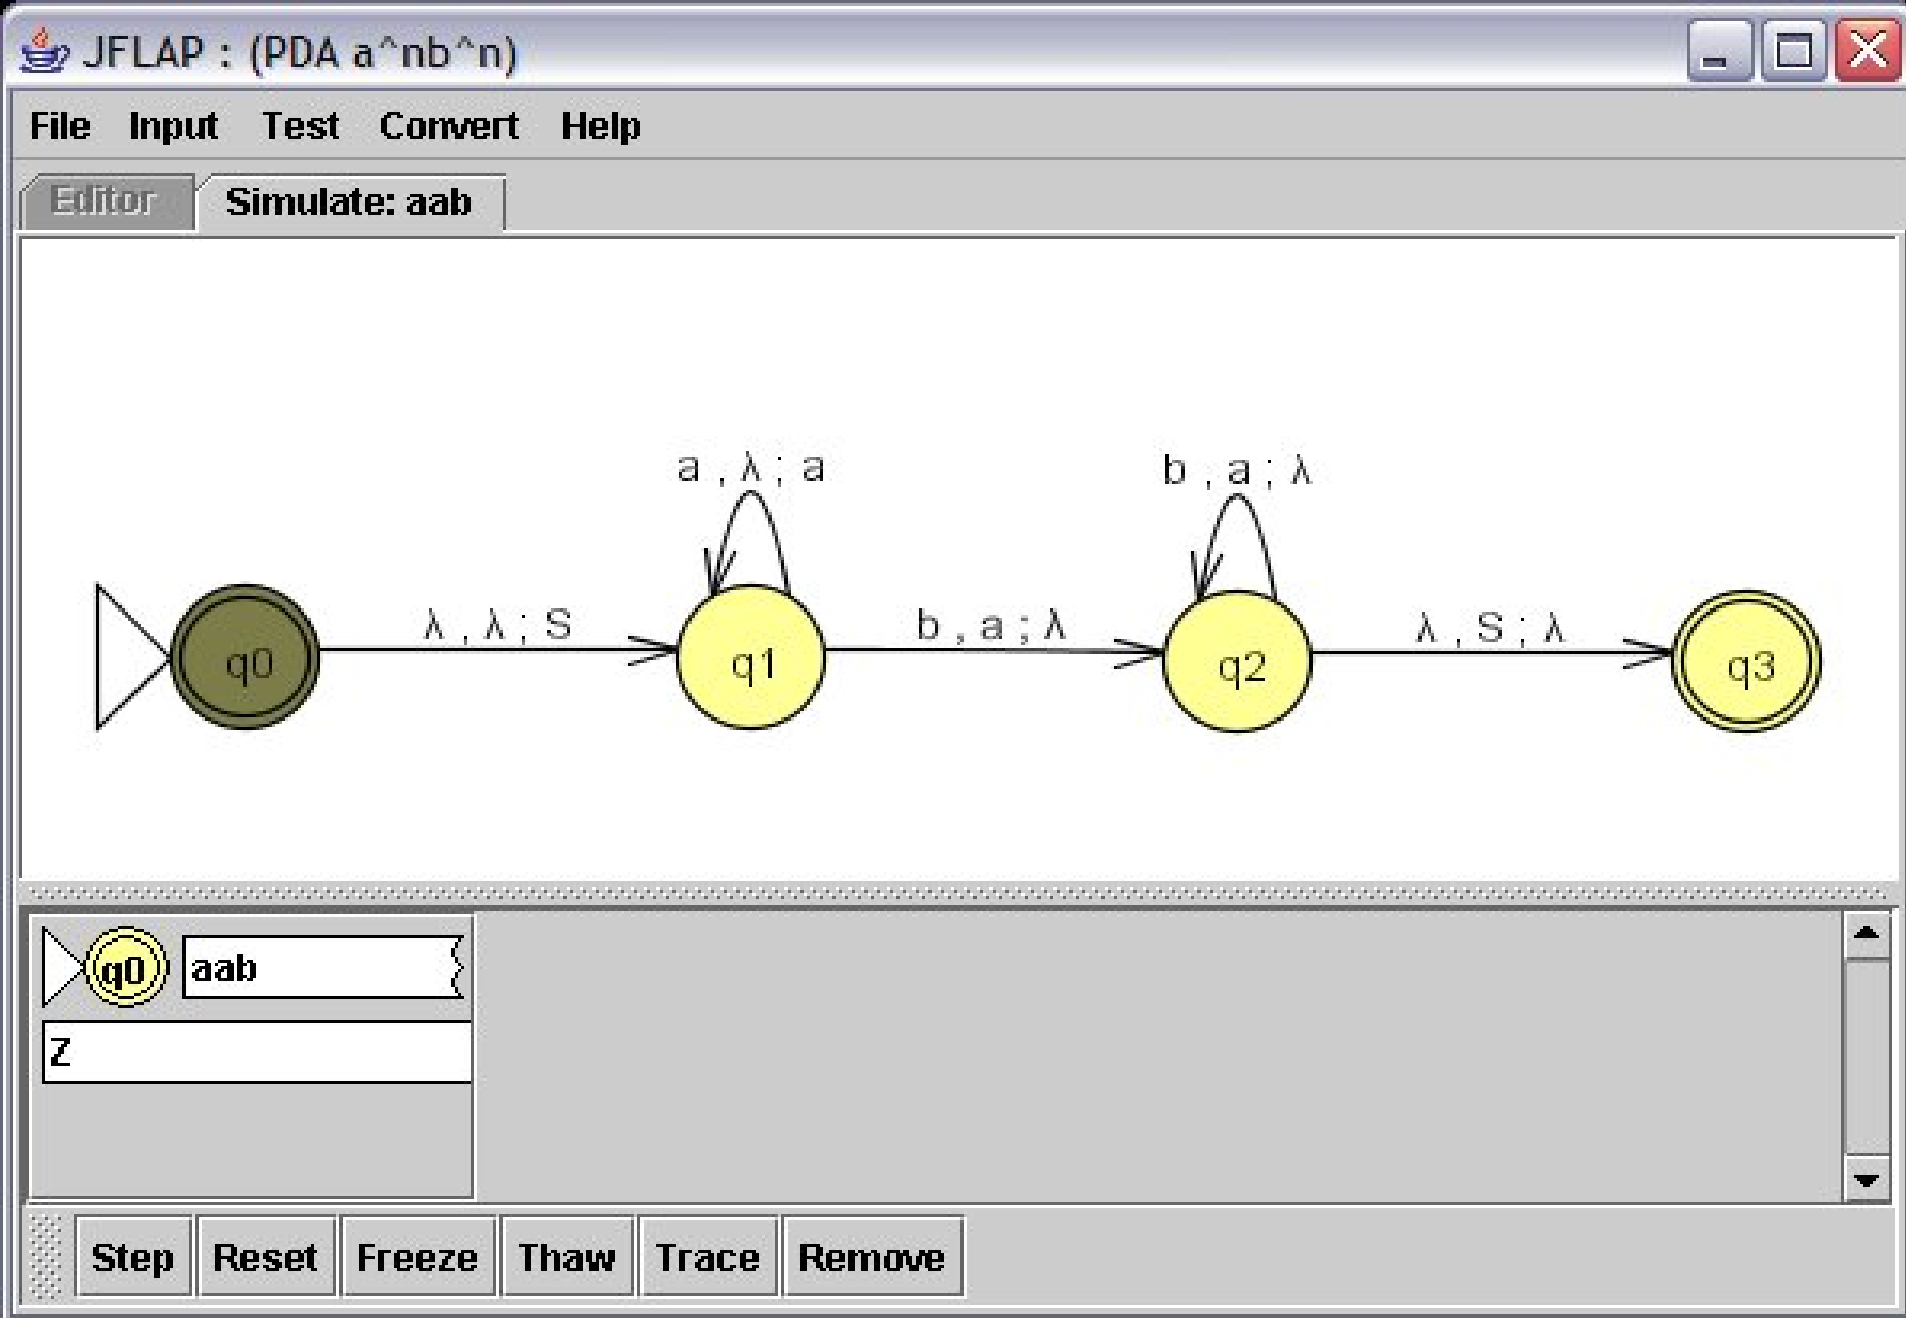 JFLAP : (PDA a^nb^n)
File Input Test Convert Help
Editor Simulate: aab
a , λ ; a b , a ; λ
λ , λ ; S b , a ; λ λ , S ; λ
q0 q1 q2 q3
q0 aab
Z
Step Reset Freeze Thaw Trace Remove